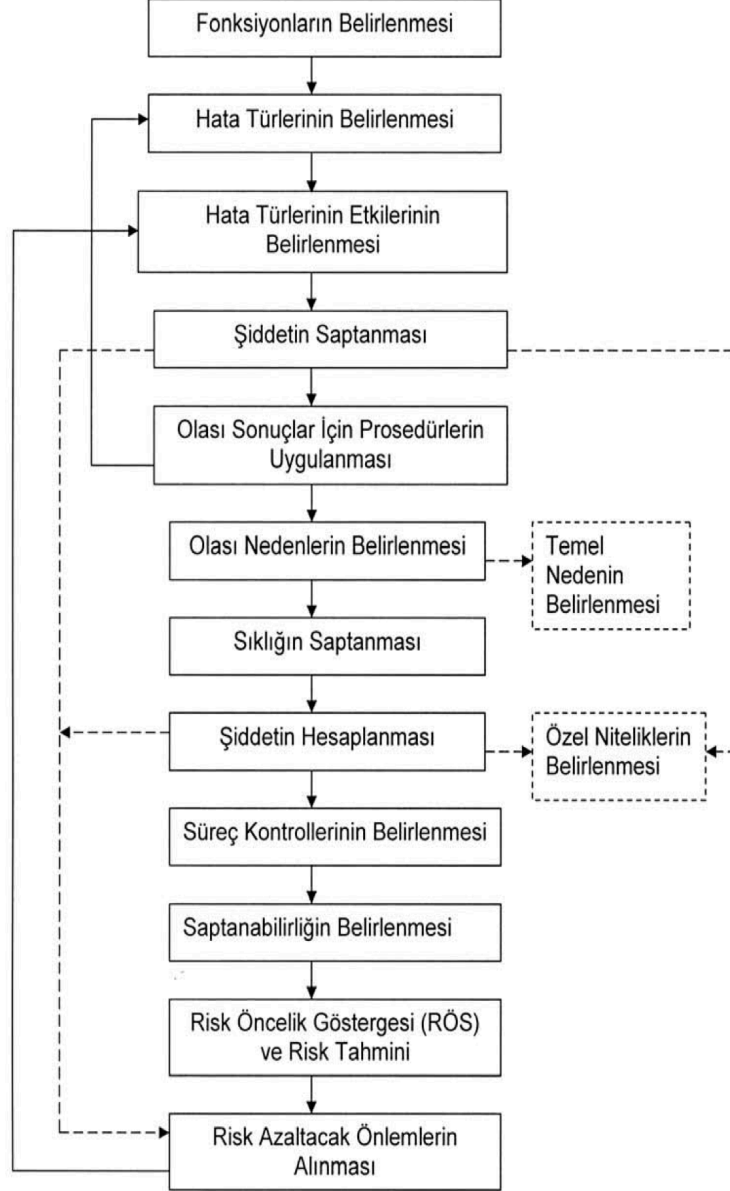 Fonksiyonların Belirlenmesi
Hata Türlerinin Belirlenmesi
Hata Türlerinin Etkilerinin
Belirlenmesi
Şiddetin Saptanması
Olası Sonuçlar İçin Prosedürlerin
Uygulanması
Olası Nedenlerin Belirlenmesi
Temel
Nedenin
Belirlenmesi
Sıklığın Saptanması
Şiddetin Hesaplanması
Özel Niteliklerin
Belirlenmesi
Süreç Kontrollerinin Belirlenmesi
Saptanabilirliğin Belirlenmesi
Risk Öncelik Göstergesi (RÖS)
ve Risk Tahmini
Risk Azaltacak Önlemlerin
Alınması